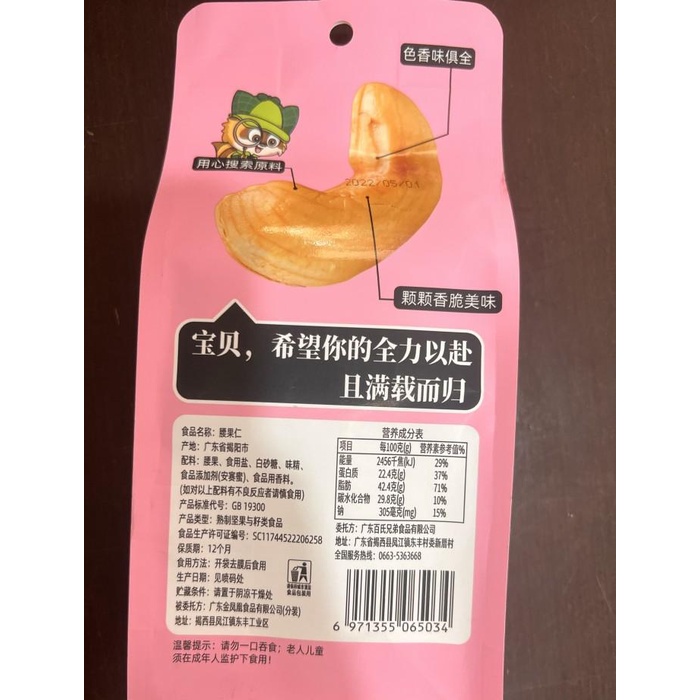 色香味俱全
用心搜索原料
2022/05/01
颗颗香脆美味
宝贝，希望你的全力以赴
且满载而归
食品名称：腰果仁
产地：广东省揭阳市
配料：腰果、食用盐、白砂糖、味精、
食品添加剂(安赛蜜)、食品用香料。
(如对以上配料有不良反应者请慎食用)
产品标准代号：GB 19300
产品类型：熟制坚果与籽类食品
食品生产许可证编号：SC11744522206258
保质期：12个月
食用方法：开袋去膜后食用
生产日期：见喷码处
贮藏条件：请置于阴凉干燥处
被委托方：广东金凤凰食品有限公司(分装)
地址：揭西县凤江镇东丰工业区
营养成分表
项目 每100克(g) 营养素参考值%
能量 2456千焦(kJ) 29%
蛋白质 22.4克(g) 37%
脂肪 42.4克(g) 71%
碳水化合物 29.8克(g) 10%
钠 305毫克(mg) 15%
委托方：广东百氏兄弟食品有限公司
地址：广东省揭西县凤江镇东丰村委新厝村
全国服务热线：0663-5363668
食品包装用
6 971355 065034
温馨提示：请勿一口吞食；老人儿童
须在成年人监护下食用！